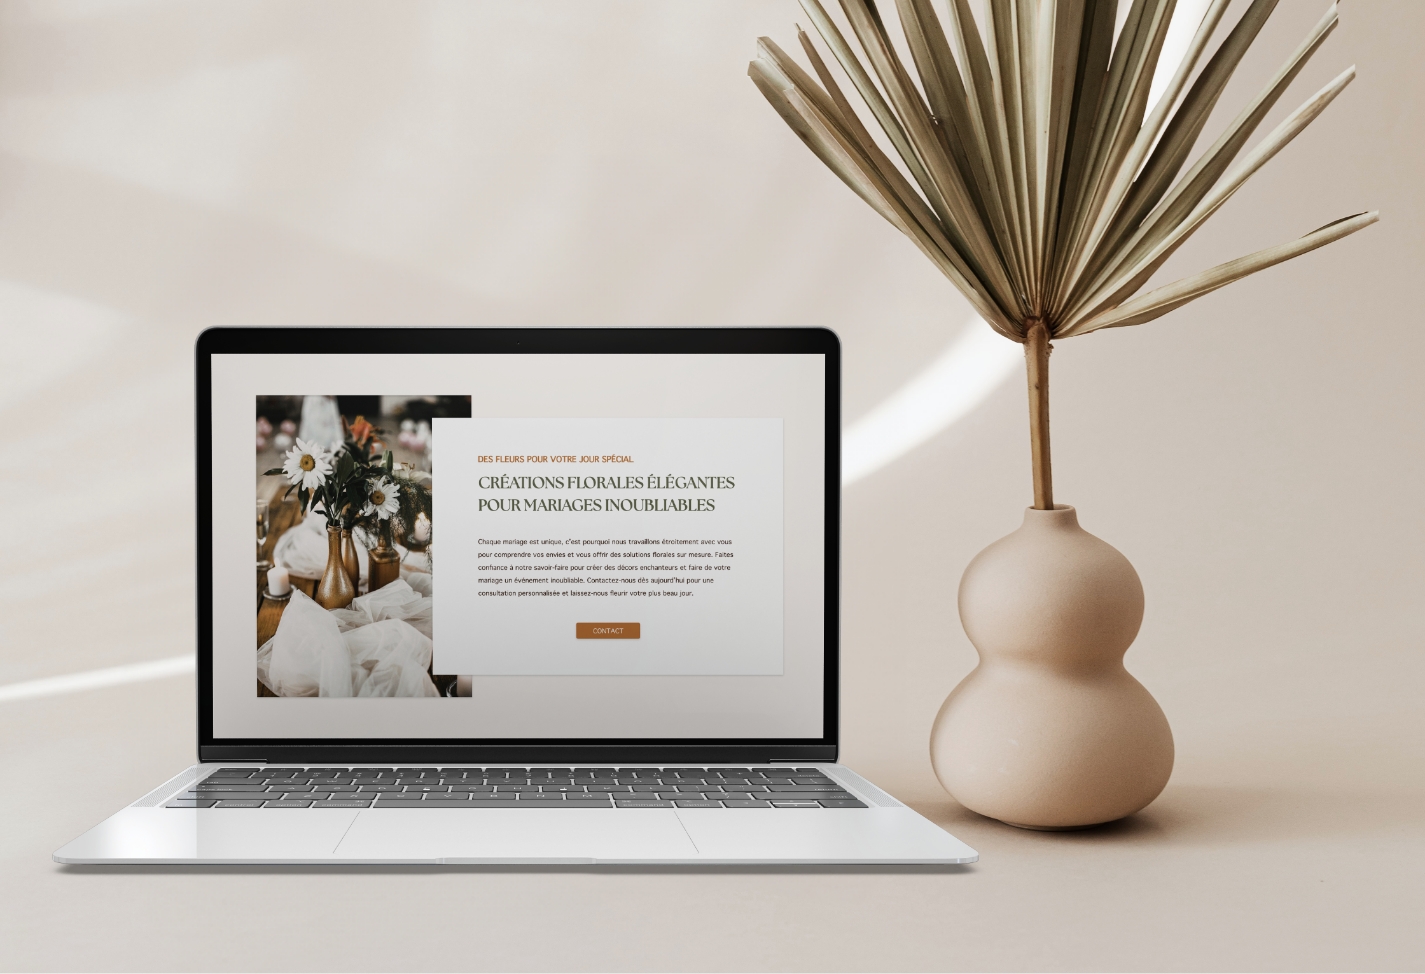 DES FLEURS POUR VOTRE JOUR SPÉCIAL
CRÉATIONS FLORALES ÉLÉGANTES
POUR MARIAGES INOUBLIABLES
Chaque mariage est unique, c'est pourquoi nous travaillons étroitement avec vous
pour comprendre vos envies et vous offrir des solutions florales sur mesure. Faites
confiance à notre savoir-faire pour créer des décors enchanteurs et faire de votre
mariage un événement inoubliable. Contactez-nous dès aujourd'hui pour une
consultation personnalisée et laissez-nous fleurir votre plus beau jour.
CONTACT